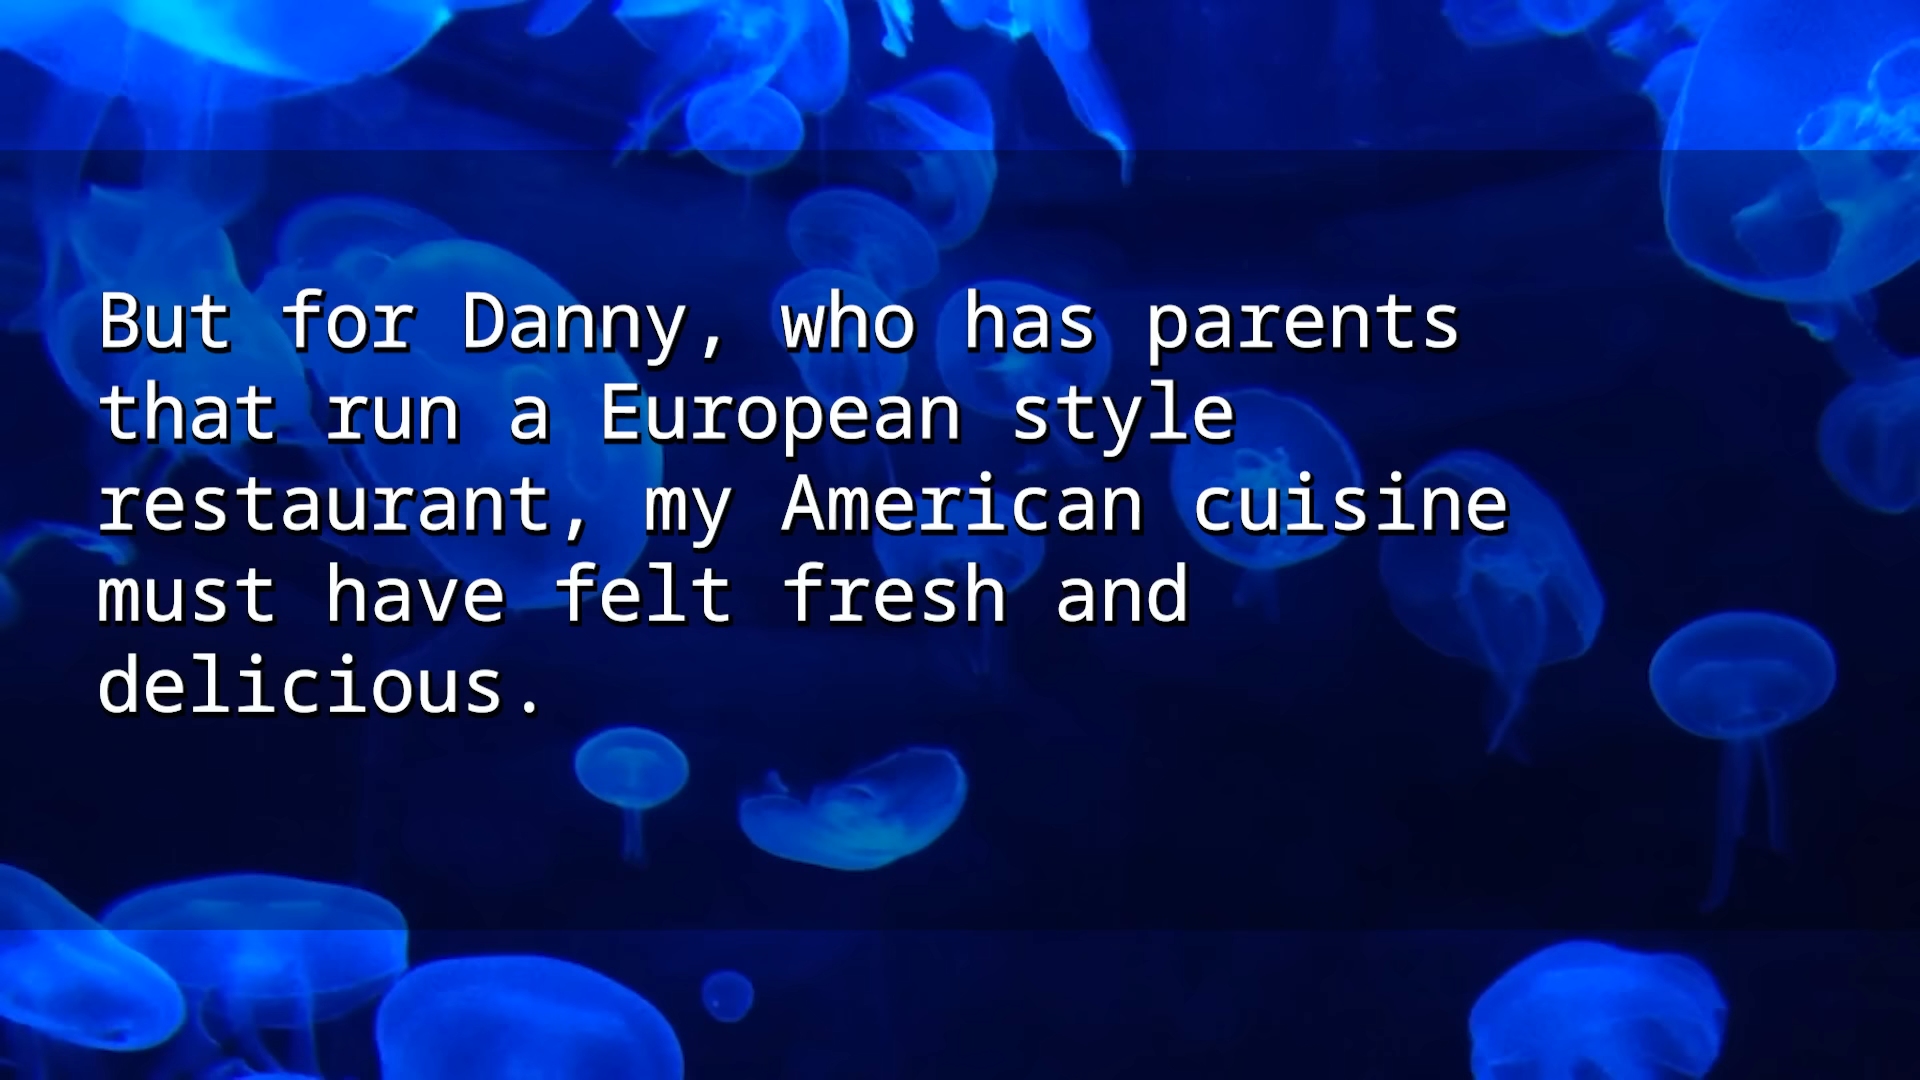 But for Danny, who has parents
that run a European style
restaurant, my American cuisine
must have felt fresh and
delicious.